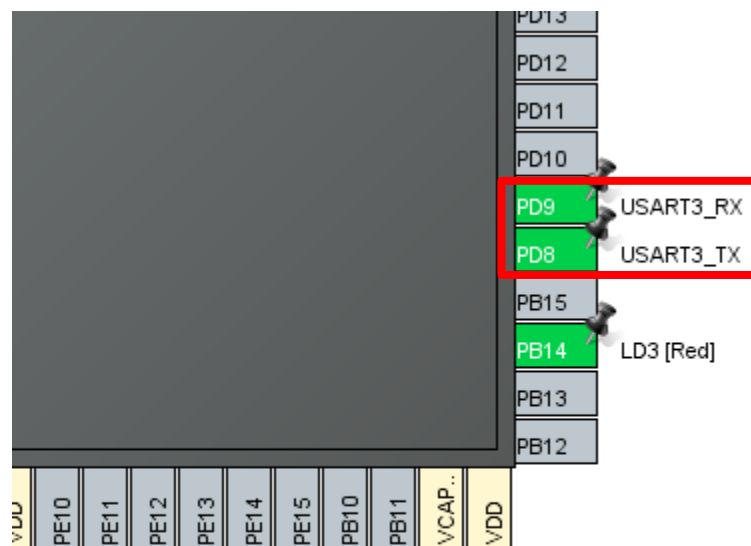 PD13
PD12
PD11
PD10
PD9 USART3_RX
PD8 USART3_TX
PB15
PB14 LD3 [Red]
PB13
PB12
VDD
PE10
PE11
PE12
PE13
PE14
PE15
PB10
PB11
VCAP..
VDD